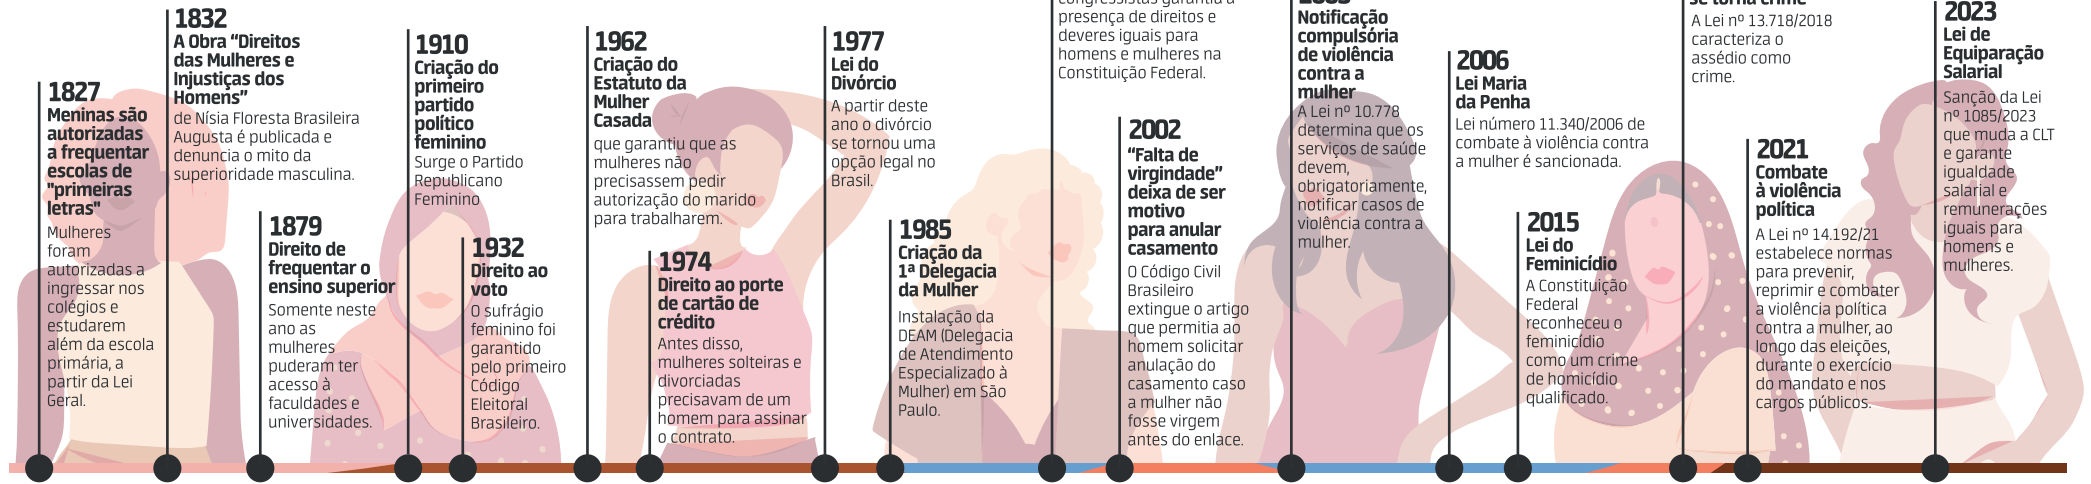 1827
Meninas são
autorizadas
a frequentar
escolas de
"primeiras
letras"
Mulheres
foram
autorizadas a
ingressar nos
colégios e
estudarem
além da escola
primária, a
partir da Lei
Geral.
1832
A Obra “Direitos
das Mulheres e
Injustiças dos
Homens”
de Nísia Floresta Brasileira
Augusta é publicada e
denuncia o mito da
superioridade masculina.
1879
Direito de
frequentar o
ensino superior
Somente neste
ano as
mulheres
puderam ter
acesso à
faculdades e
universidades.
1910
Criação do
primeiro
partido
político
feminino
Surge o Partido
Republicano
Feminino
1932
Direito ao
voto
O sufrágio
feminino foi
garantido
pelo primeiro
Código
Eleitoral
Brasileiro.
1962
Criação do
Estatuto da
Mulher
Casada
que garantiu que as
mulheres não
precisassem pedir
autorização do marido
para trabalharem.
1974
Direito ao porte
de cartão de
crédito
Antes disso,
mulheres solteiras e
divorciadas
precisavam de um
homem para assinar
o contrato.
1977
Lei do
Divórcio
A partir deste
ano o divórcio
se tornou uma
opção legal no
Brasil.
1985
Criação da
1ª Delegacia
da Mulher
Instalação da
DEAM (Delegacia
de Atendimento
Especializado à
Mulher) em São
Paulo.
congressistas garantia a
presença de direitos e
deveres iguais para
homens e mulheres na
Constituição Federal.
2002
“Falta de
virgindade”
deixa de ser
motivo
para anular
casamento
O Código Civil
Brasileiro
extingue o artigo
que permitia ao
homem solicitar
anulação do
casamento caso
a mulher não
fosse virgem
antes do enlace.
Notificação
compulsória
de violência
contra a
mulher
A Lei nº 10.778
determina que os
serviços de saúde
devem,
obrigatoriamente,
notificar casos de
violência contra a
mulher.
2006
Lei Maria
da Penha
Lei número 11.340/2006 de
combate à violência contra
a mulher é sancionada.
2015
Lei do
Feminicídio
A Constituição
Federal
reconheceu o
feminicídio
como um crime
de homicídio
qualificado.
se torna crime
A Lei nº 13.718/2018
caracteriza o
assédio como
crime.
2021
Combate
à violência
política
A Lei nº 14.192/21
estabelece normas
para prevenir,
reprimir e combater
a violência política
contra a mulher, ao
longo das eleições,
durante o exercício
do mandato e nos
cargos públicos.
2023
Lei de
Equiparação
Salarial
Sanção da Lei
nº 1085/2023
que muda a CLT
e garante
igualdade
salarial e
remunerações
iguais para
homens e
mulheres.